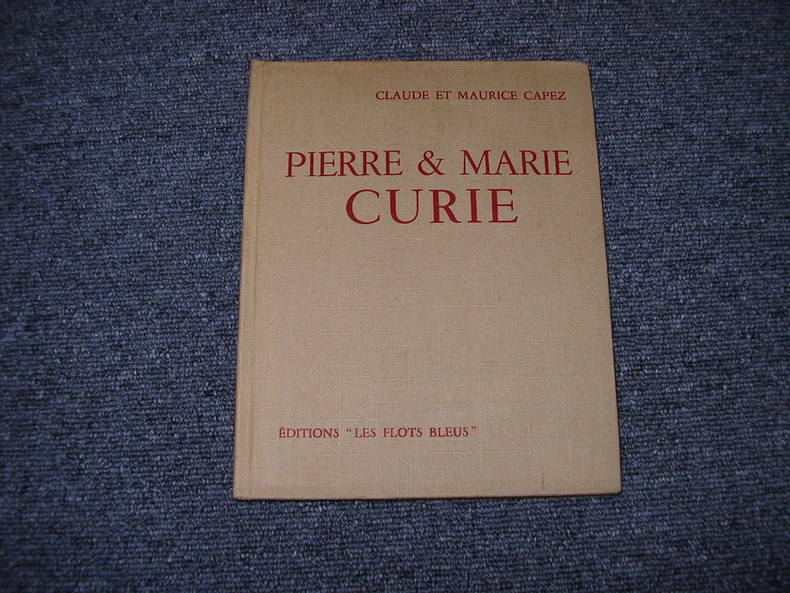 CLAUDE ET MAURICE CAPEZ
PIERRE & MARIE
CURIE
ÉDITIONS "LES FLOTS BLEUS"